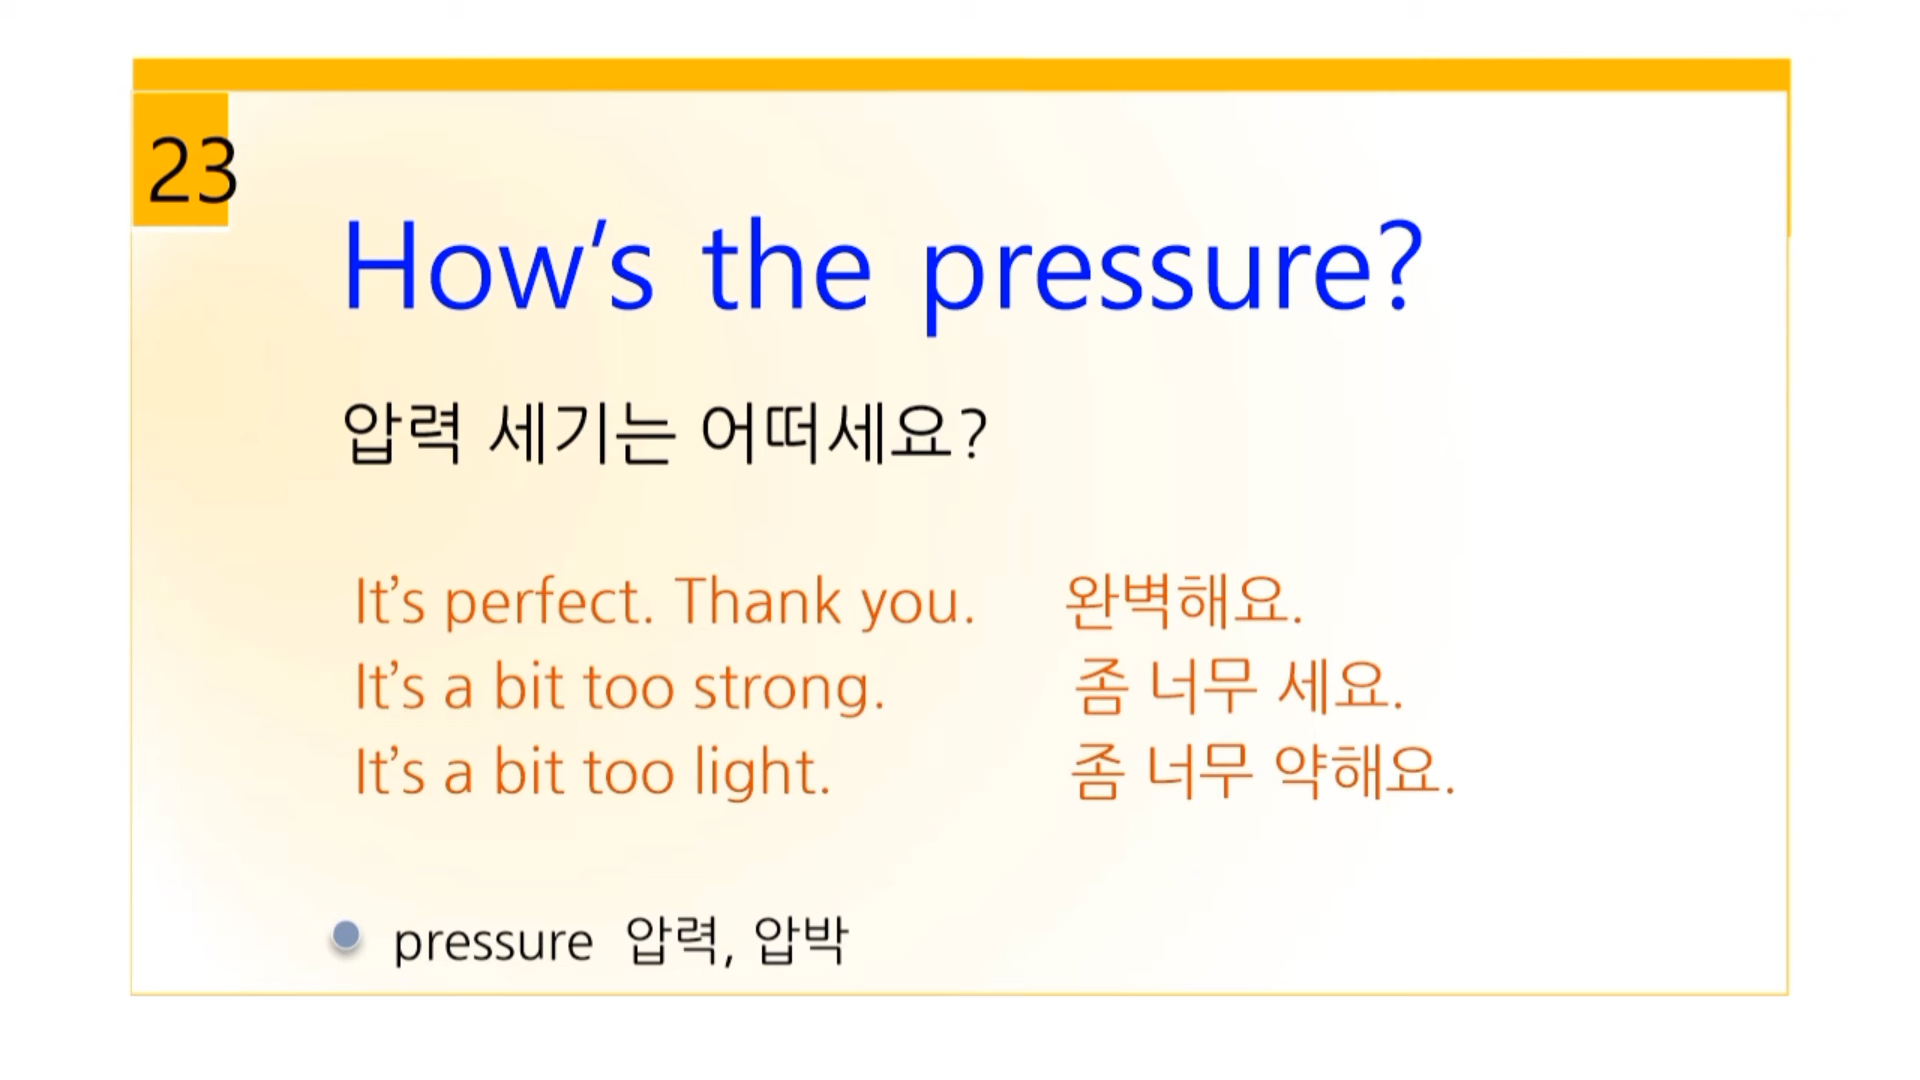 23
How's the pressure?
압력 세기는 어떠세요?
It's perfect. Thank you. 완벽해요.
It's a bit too strong. 좀 너무 세요.
It's a bit too light. 좀 너무 약해요.
pressure 압력, 압박